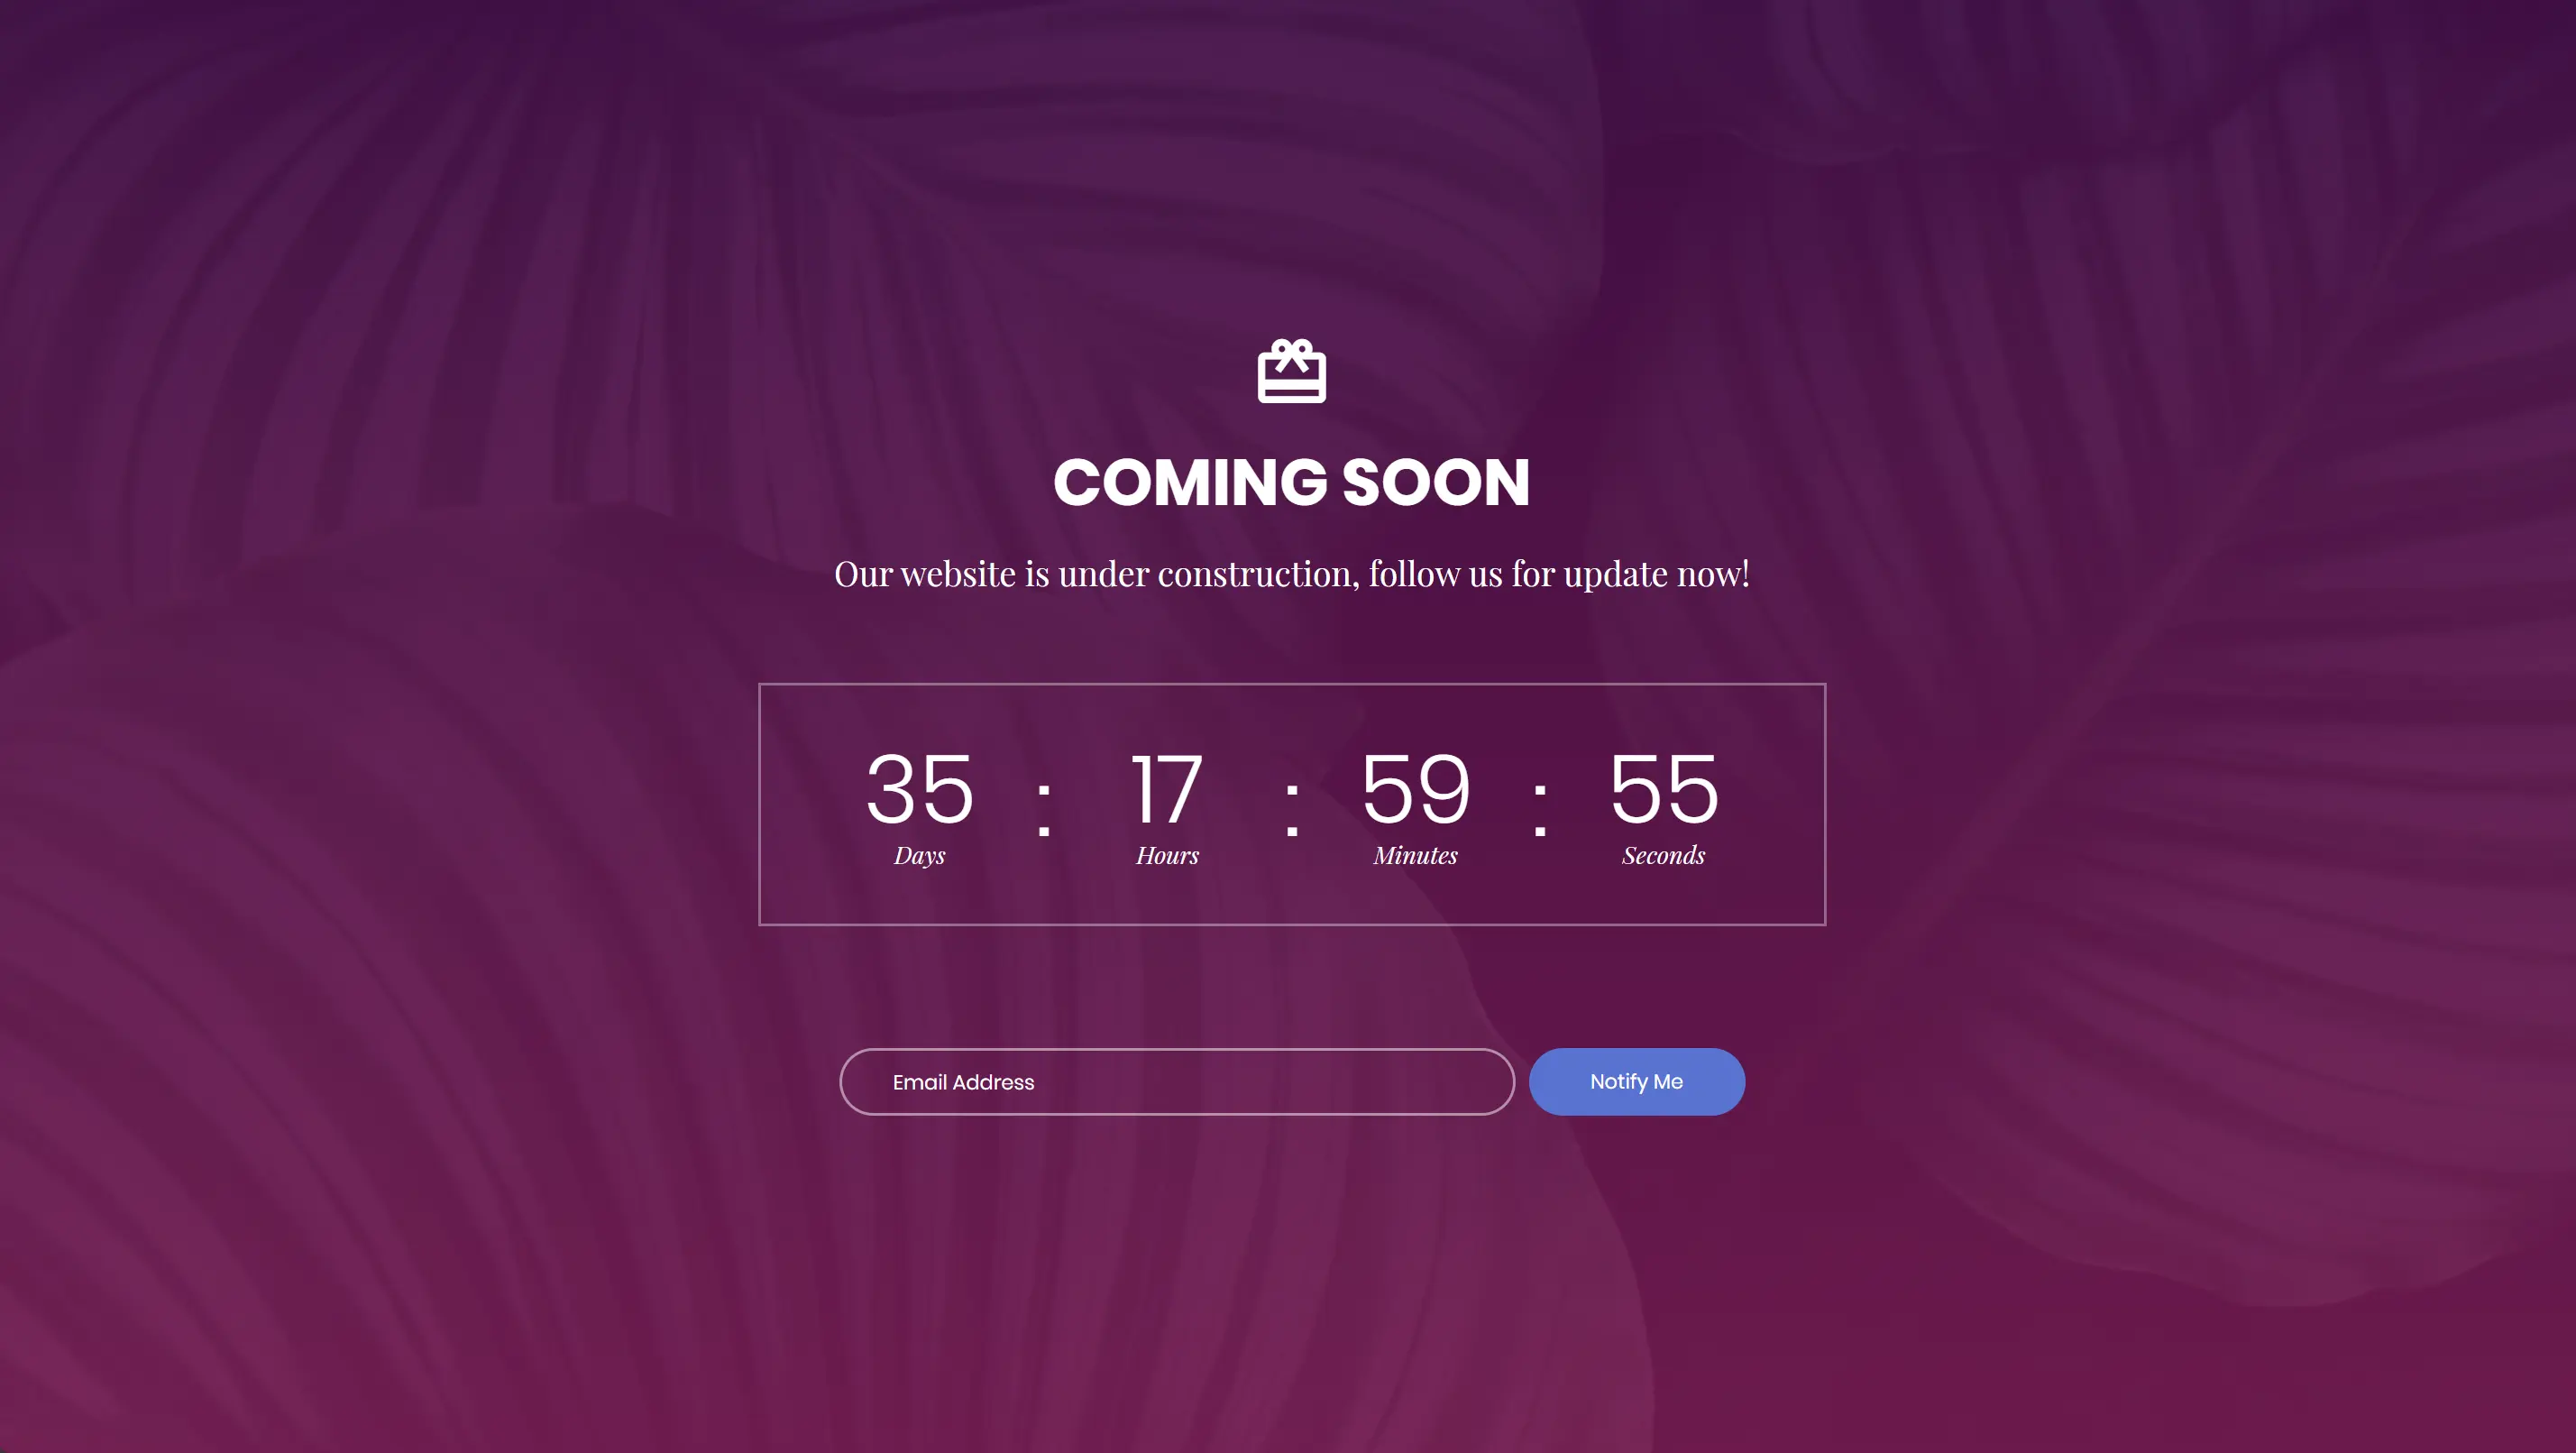 COMING SOON
Our website is under construction, follow us for update now!
35 : 17 : 59 : 55
Days Hours Minutes Seconds
Email Address Notify Me